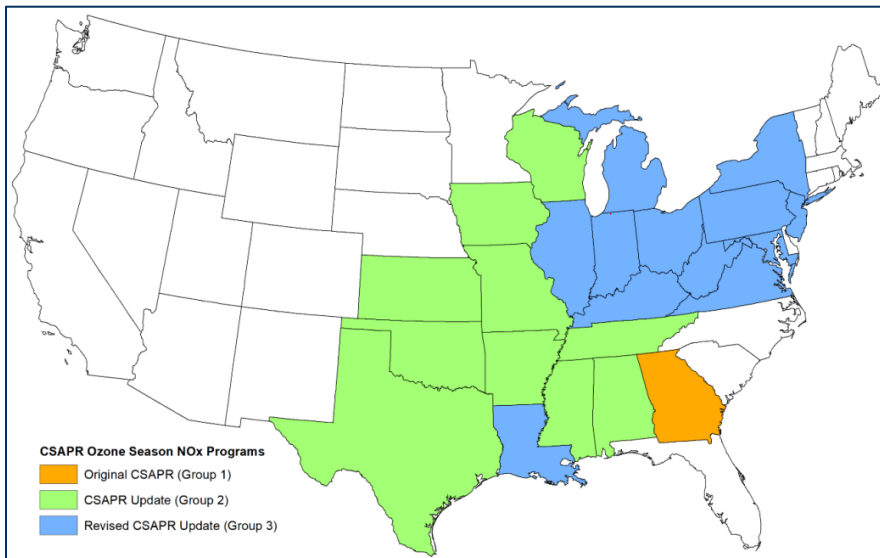 CSAPR Ozone Season NOx Programs
Original CSAPR (Group 1)
CSAPR Update (Group 2)
Revised CSAPR Update (Group 3)